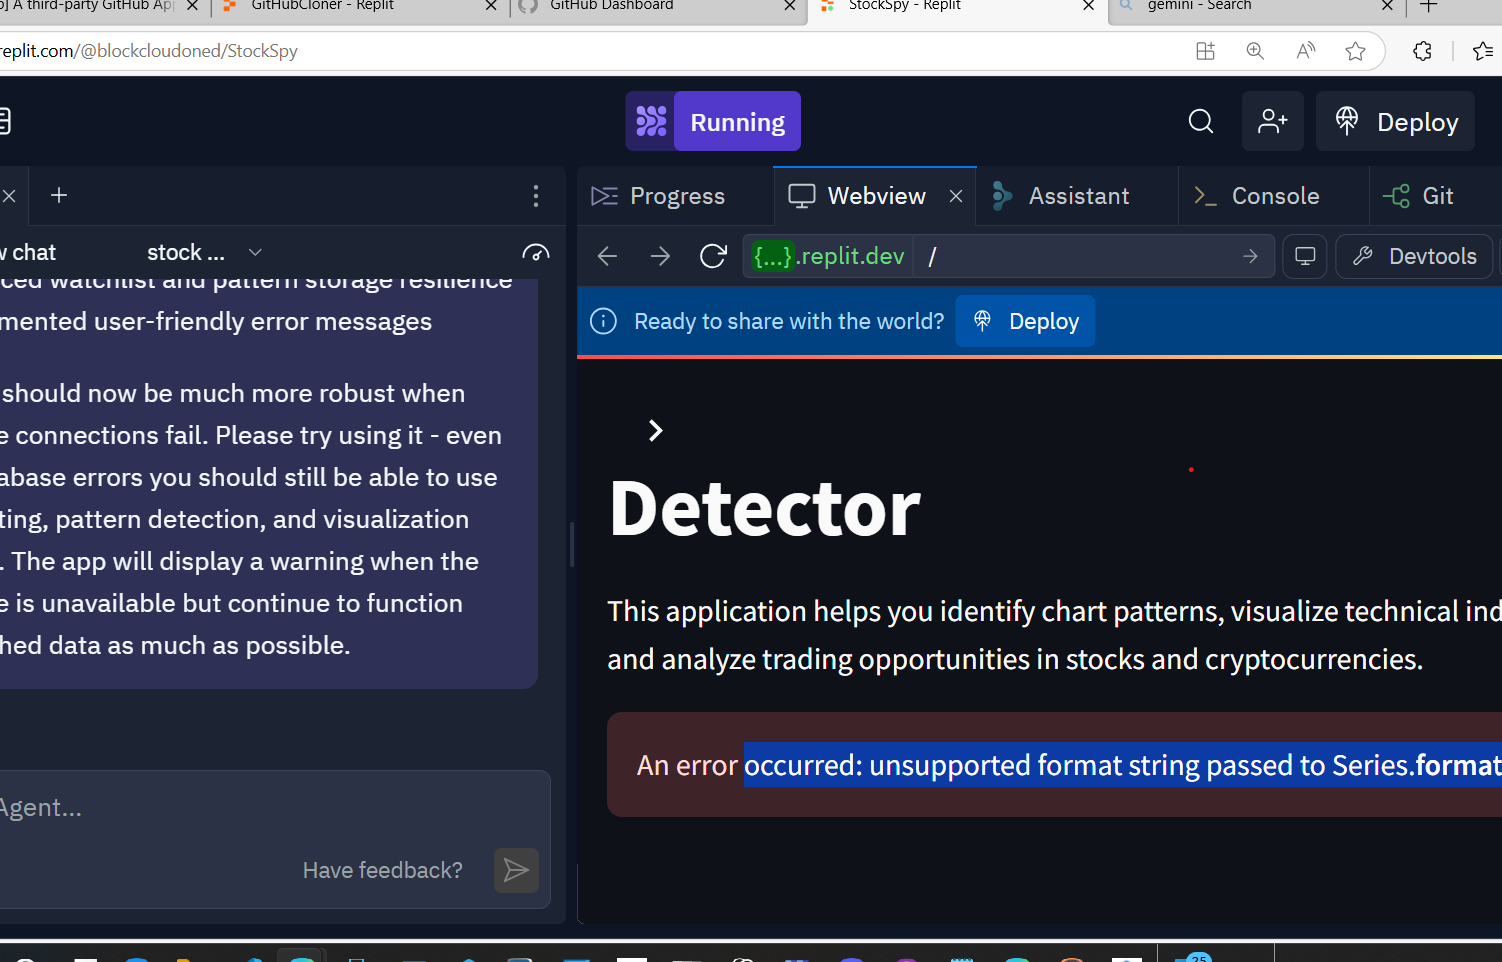 A third-party GitHub Ap
GitHubCloner - Replit
GitHub Dashboard
StockSpy - Replit
gemini - Search
replit.com/@blockcloudoned/StockSpy
Running
Deploy
Progress
Webview
Assistant
Console
Git
w chat
stock ...
{...}.replit.dev
/
Devtools
ced watchlist and pattern storage resilience
mented user-friendly error messages
should now be much more robust when
e connections fail. Please try using it - even
abase errors you should still be able to use
ting, pattern detection, and visualization
. The app will display a warning when the
e is unavailable but continue to function
hed data as much as possible.
Agent...
Have feedback?
Ready to share with the world?
Deploy
Detector
This application helps you identify chart patterns, visualize technical ind
and analyze trading opportunities in stocks and cryptocurrencies.
An error occurred: unsupported format string passed to Series.format
25